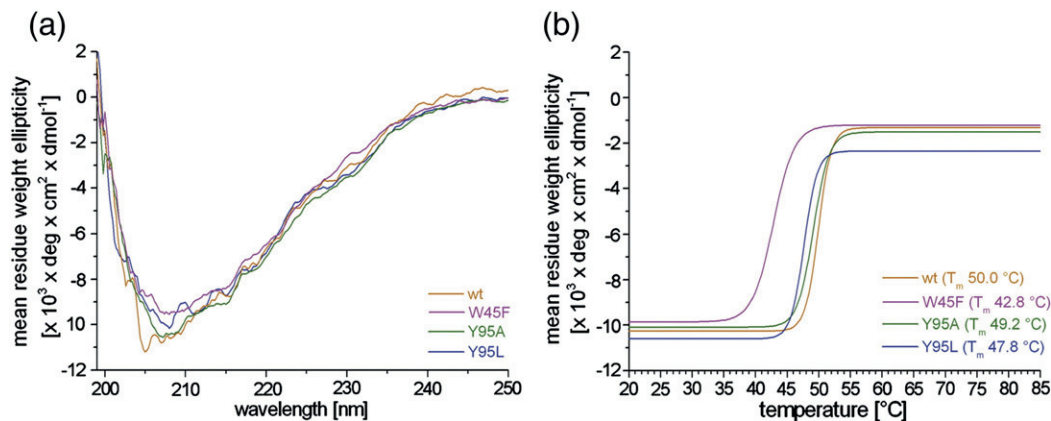 (a)
mean residue weight ellipticity
[x 10³ x deg x cm² x dmol⁻¹]
2
0
-2
-4
-6
-8
-10
-12
200
210
220
230
240
250
wavelength [nm]
wt
W45F
Y95A
Y95L
(b)
mean residue weight ellipticity
[x 10³ x deg x cm² x dmol⁻¹]
2
0
-2
-4
-6
-8
-10
-12
20 25 30 35 40 45 50 55 60 65 70 75 80 85
temperature [°C]
wt (Tm 50.0 °C)
W45F (Tm 42.8 °C)
Y95A (Tm 49.2 °C)
Y95L (Tm 47.8 °C)